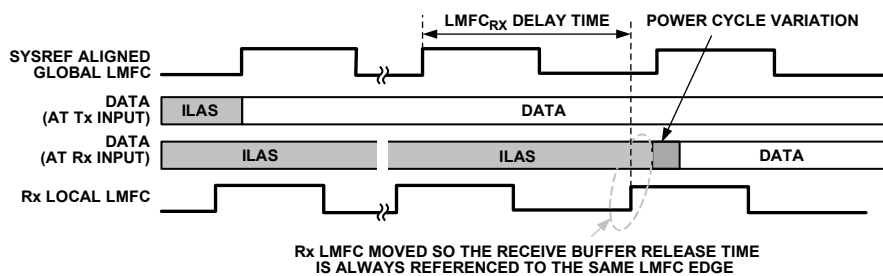 LMFCRX DELAY TIME
POWER CYCLE VARIATION
SYSREF ALIGNED
GLOBAL LMFC
DATA
(AT Tx INPUT)
ILAS
DATA
DATA
(AT Rx INPUT)
ILAS
ILAS
DATA
Rx LOCAL LMFC
Rx LMFC MOVED SO THE RECEIVE BUFFER RELEASE TIME
IS ALWAYS REFERENCED TO THE SAME LMFC EDGE